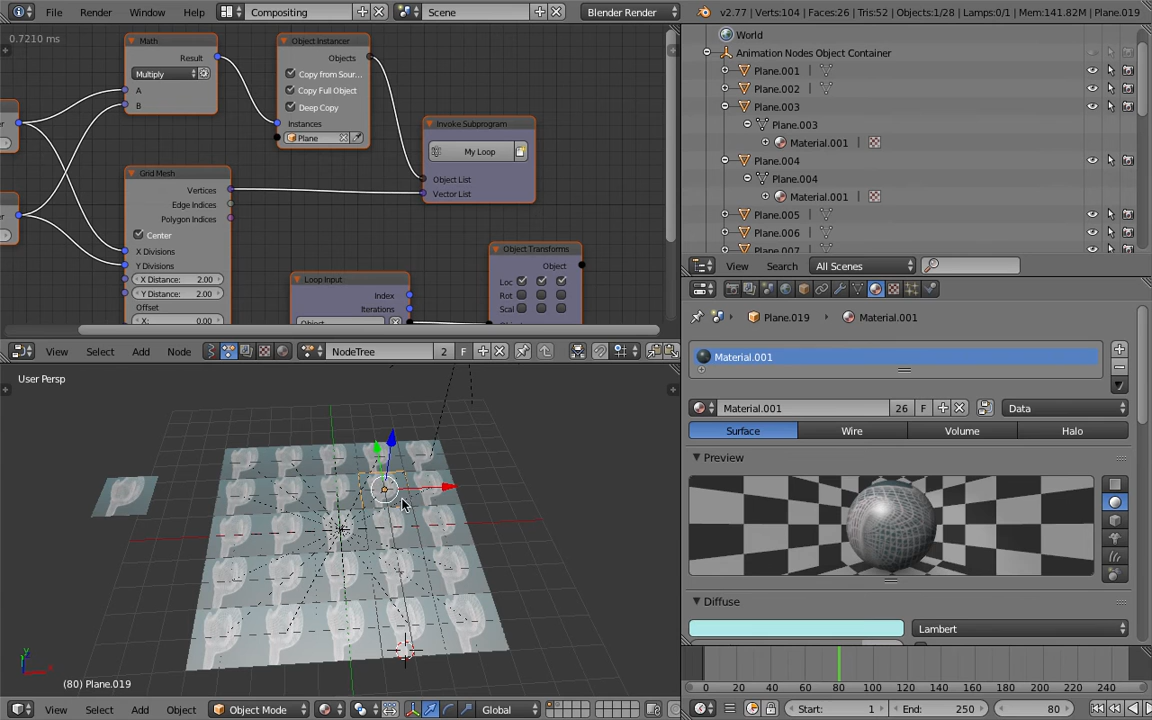 File Render Window Help Compositing Scene Blender Render v2.77 | Verts:104 | Faces:26 | Tris:52 | Objects:1/28 | Lamps:0/1 | Mem:141.82M | Plane.019
0.7210 ms
Math
Result
Multiply
A
B
Object Instancer
Objects
Copy from Sour...
Copy Full Object
Deep Copy
Instances
Plane
Invoke Subprogram
My Loop
Object List
Vector List
Grid Mesh
Vertices
Edge Indices
Polygon Indices
Center
X Divisions
Y Divisions
X Distance: 2.00
Y Distance: 2.00
Offset
X: 0.00
Loop Input
Index
Iterations
Object
Object Transforms
Object
Loc
Rot
Scal
View Select Add Node NodeTree 2 F
User Persp
(80) Plane.019
View Select Add Object Object Mode Global
World
Animation Nodes Object Container
Plane.001
Plane.002
Plane.003
Plane.003
Material.001
Plane.004
Plane.004
Material.001
Plane.005
Plane.006
Plane.007
View Search All Scenes
Plane.019 Material.001
Material.001
Material.001 26 F Data
Surface Wire Volume Halo
Preview
Diffuse
Lambert
0 20 40 60 80 100 120 140 160 180 200 220 240
Start: 1 End: 250 80